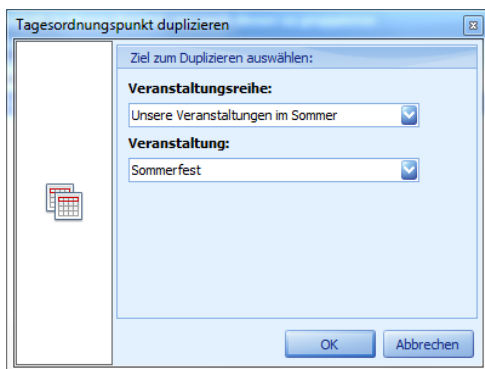 Tagesordnungspunkt duplizieren
Ziel zum Duplizieren auswählen:
Veranstaltungsreihe:
Unsere Veranstaltungen im Sommer
Veranstaltung:
Sommerfest
OK Abbrechen